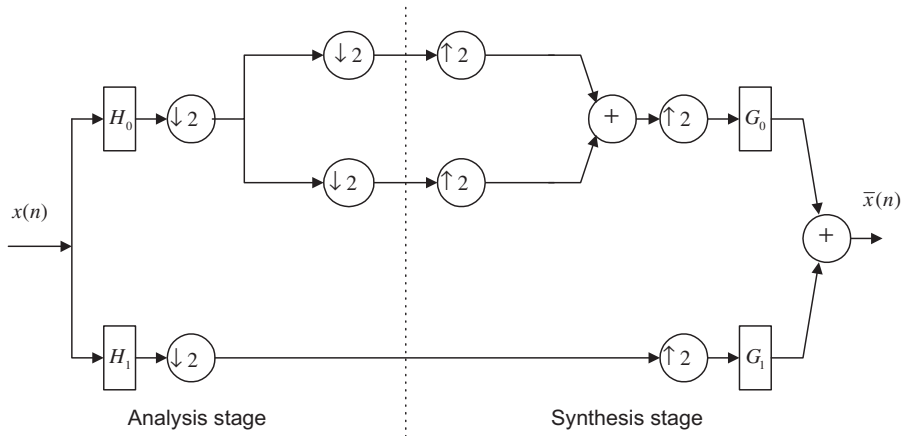 ↓2
↑2
H₀
↓2
+
↑2
G₀
↓2
↑2
x(n)
x̄(n)
+
H₁
↓2
↑2
G₁
Analysis stage
Synthesis stage